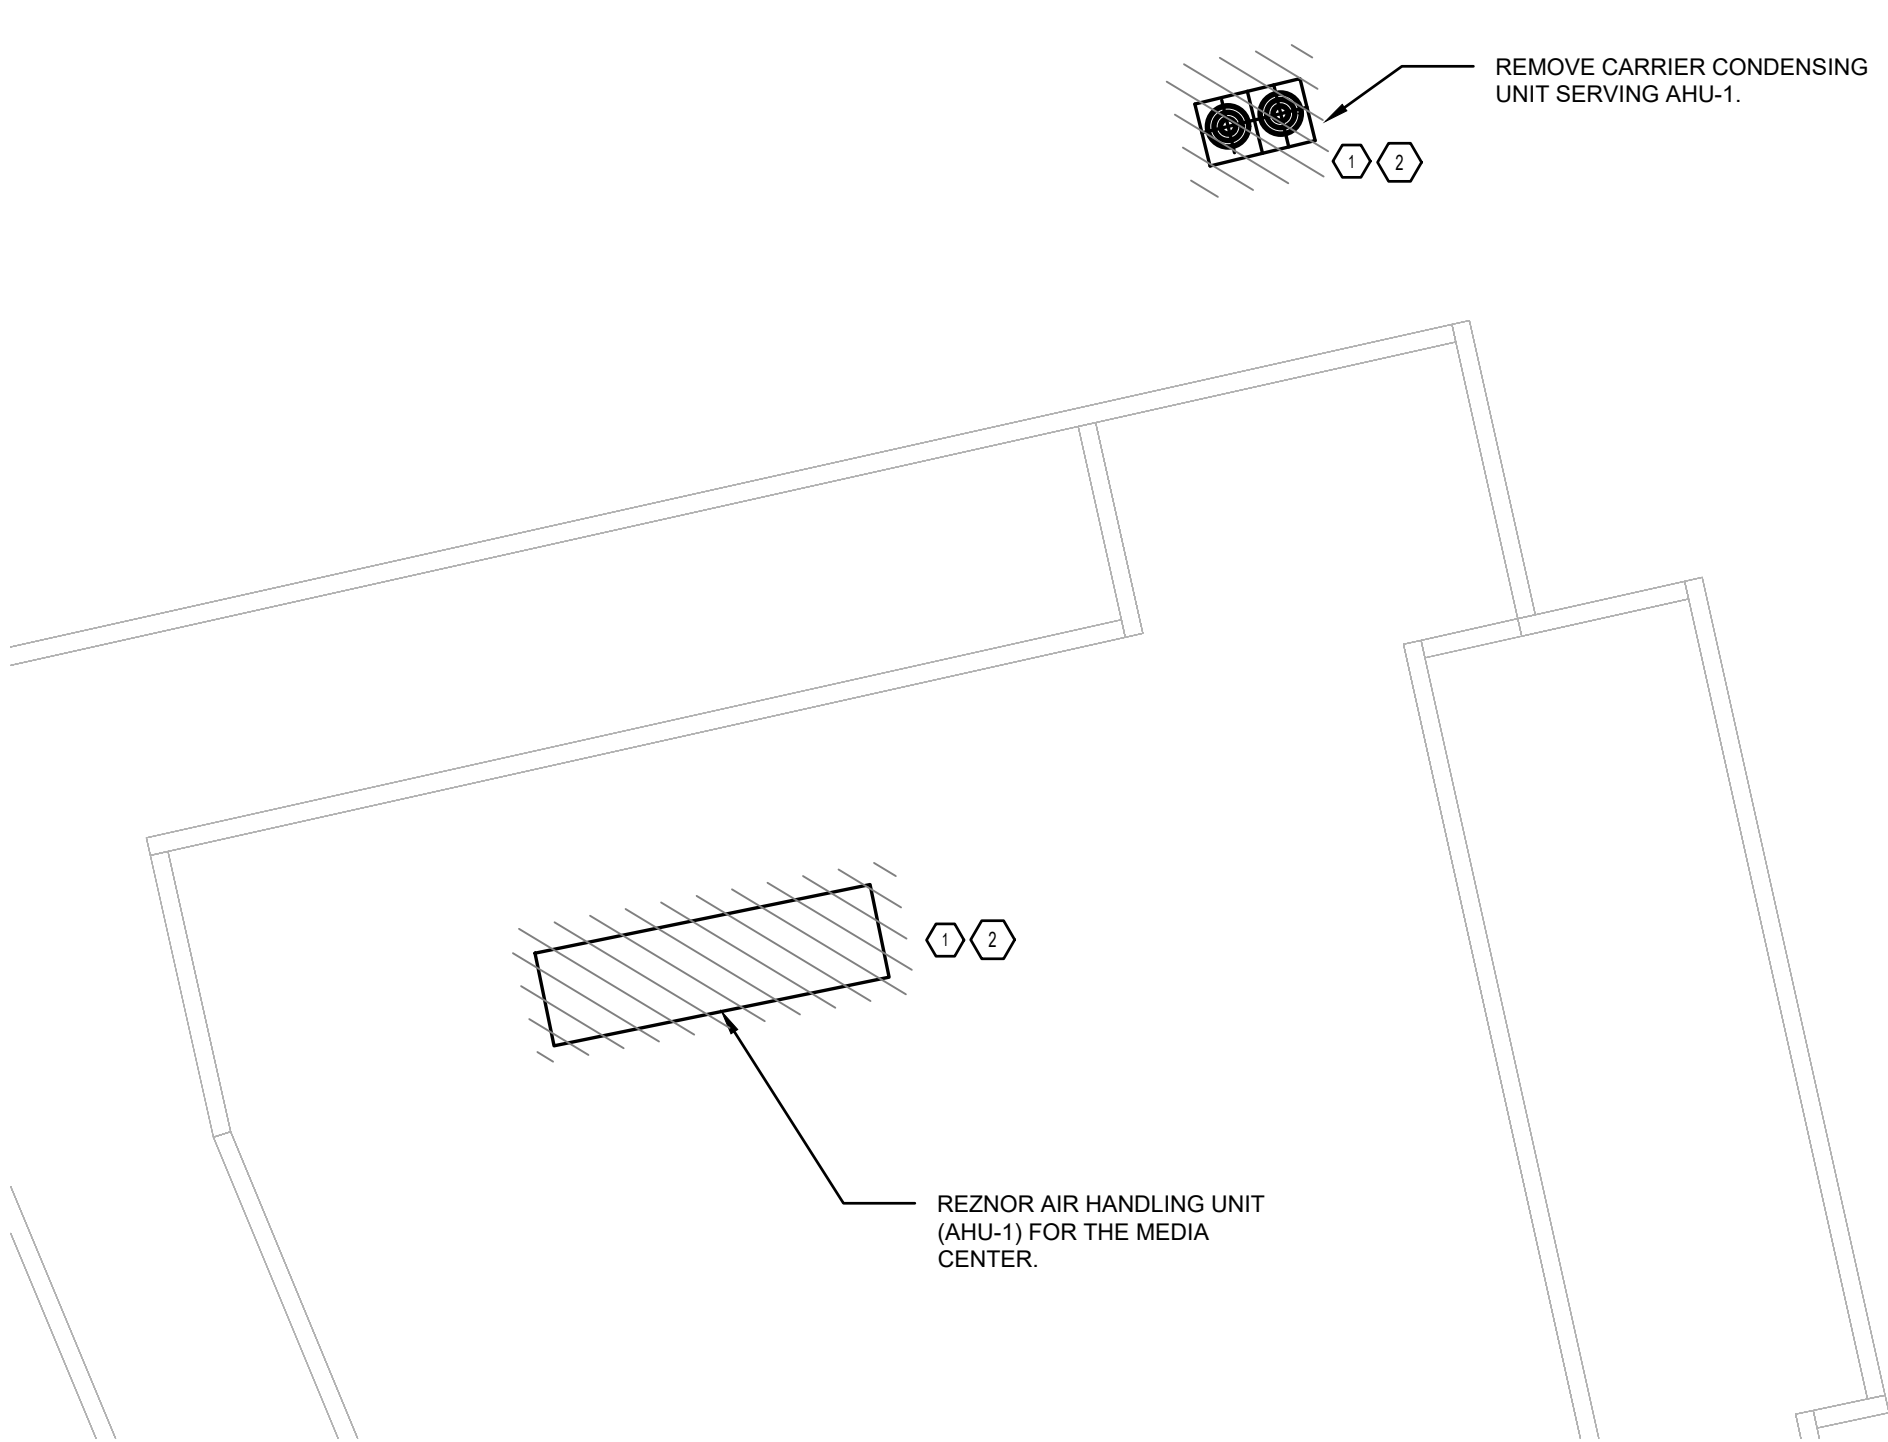 REMOVE CARRIER CONDENSING
UNIT SERVING AHU-1.
1 2
1 2
REZNOR AIR HANDLING UNIT
(AHU-1) FOR THE MEDIA
CENTER.